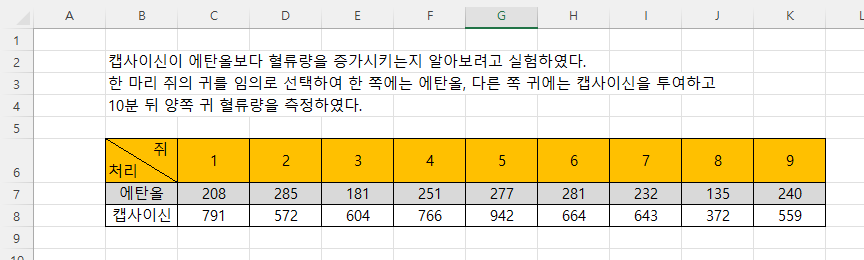 A B C D E F G H I J K
1
2 캡사이신이 에탄올보다 혈류량을 증가시키는지 알아보려고 실험하였다.
3 한 마리 쥐의 귀를 임의로 선택하여 한 쪽에는 에탄올, 다른 쪽 귀에는 캡사이신을 투여하고
4 10분 뒤 양쪽 귀 혈류량을 측정하였다.
5
6 쥐 처리 1 2 3 4 5 6 7 8 9
7 에탄올 208 285 181 251 277 281 232 135 240
8 캡사이신 791 572 604 766 942 664 643 372 559
9